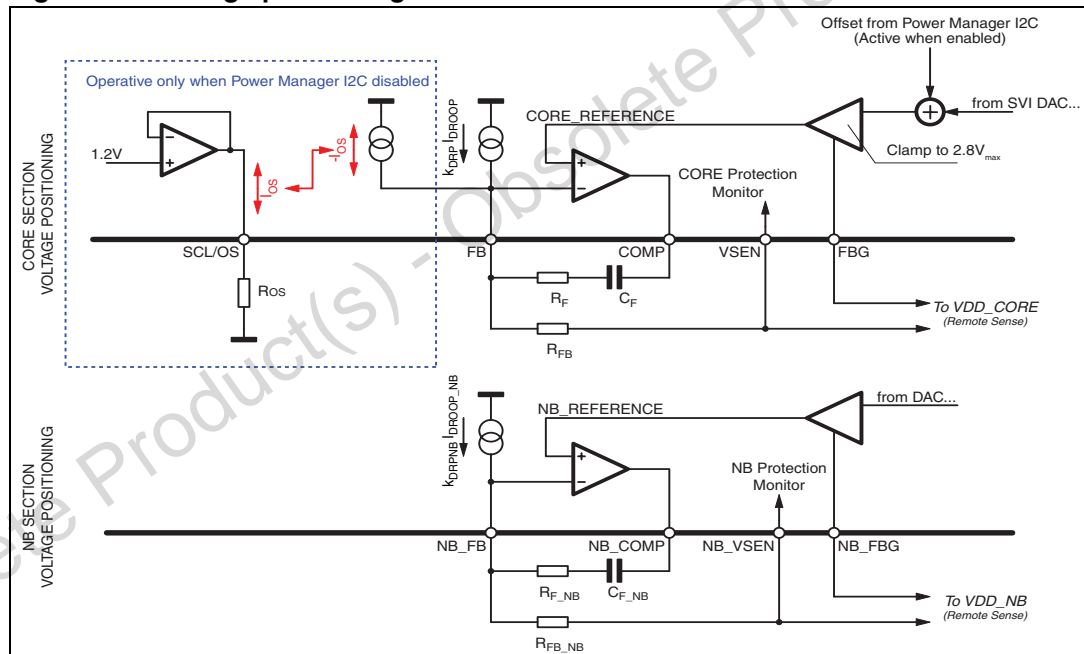 Offset from Power Manager I2C
(Active when enabled)
Operative only when Power Manager I2C disabled
from SVI DAC...
CORE_REFERENCE
Clamp to 2.8Vmax
1.2V
IOS
-IOS
kDRP IDROOP
CORE Protection
Monitor
CORE SECTION
VOLTAGE POSITIONING
SCL/OS
FB
COMP
VSEN
FBG
ROS
RF
CF
To VDD_CORE
(Remote Sense)
RFB
NB_REFERENCE
from DAC...
kDRPNB IDROOP_NB
NB Protection
Monitor
NB SECTION
VOLTAGE POSITIONING
NB_FB
NB_COMP
NB_VSEN
NB_FBG
RF_NB
CF_NB
To VDD_NB
(Remote Sense)
RFB_NB
ete Product(s) - Obsolete Pro